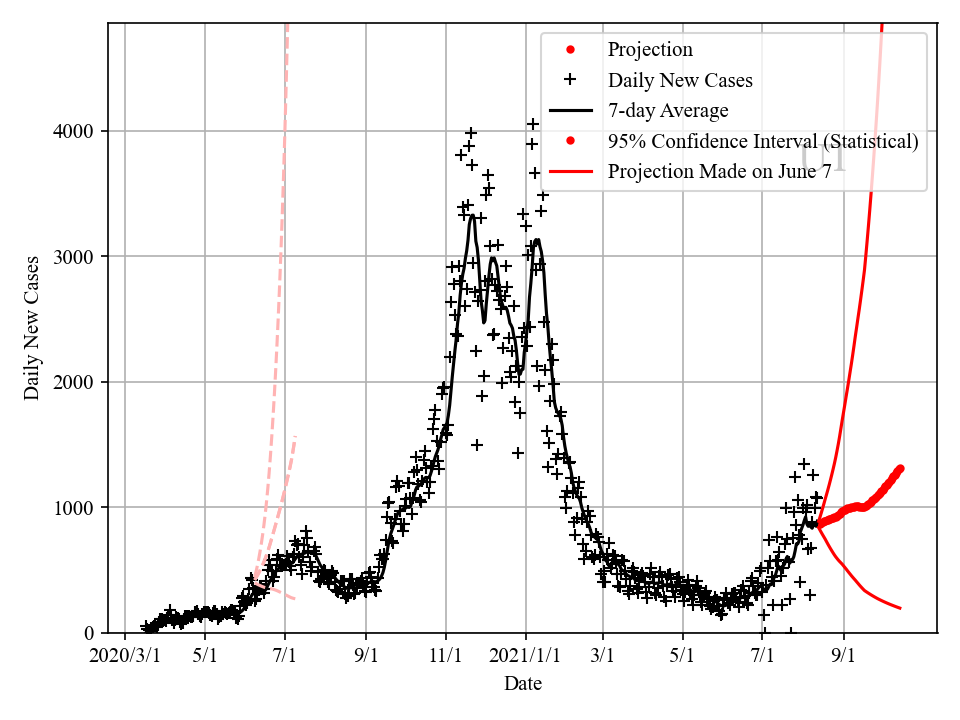 Projection
Daily New Cases
7-day Average
95% Confidence Interval (Statistical)
Projection Made on June 7
UT
4000
3000
2000
1000
0
Daily New Cases
2020/3/1 5/1 7/1 9/1 11/1 2021/1/1 3/1 5/1 7/1 9/1
Date